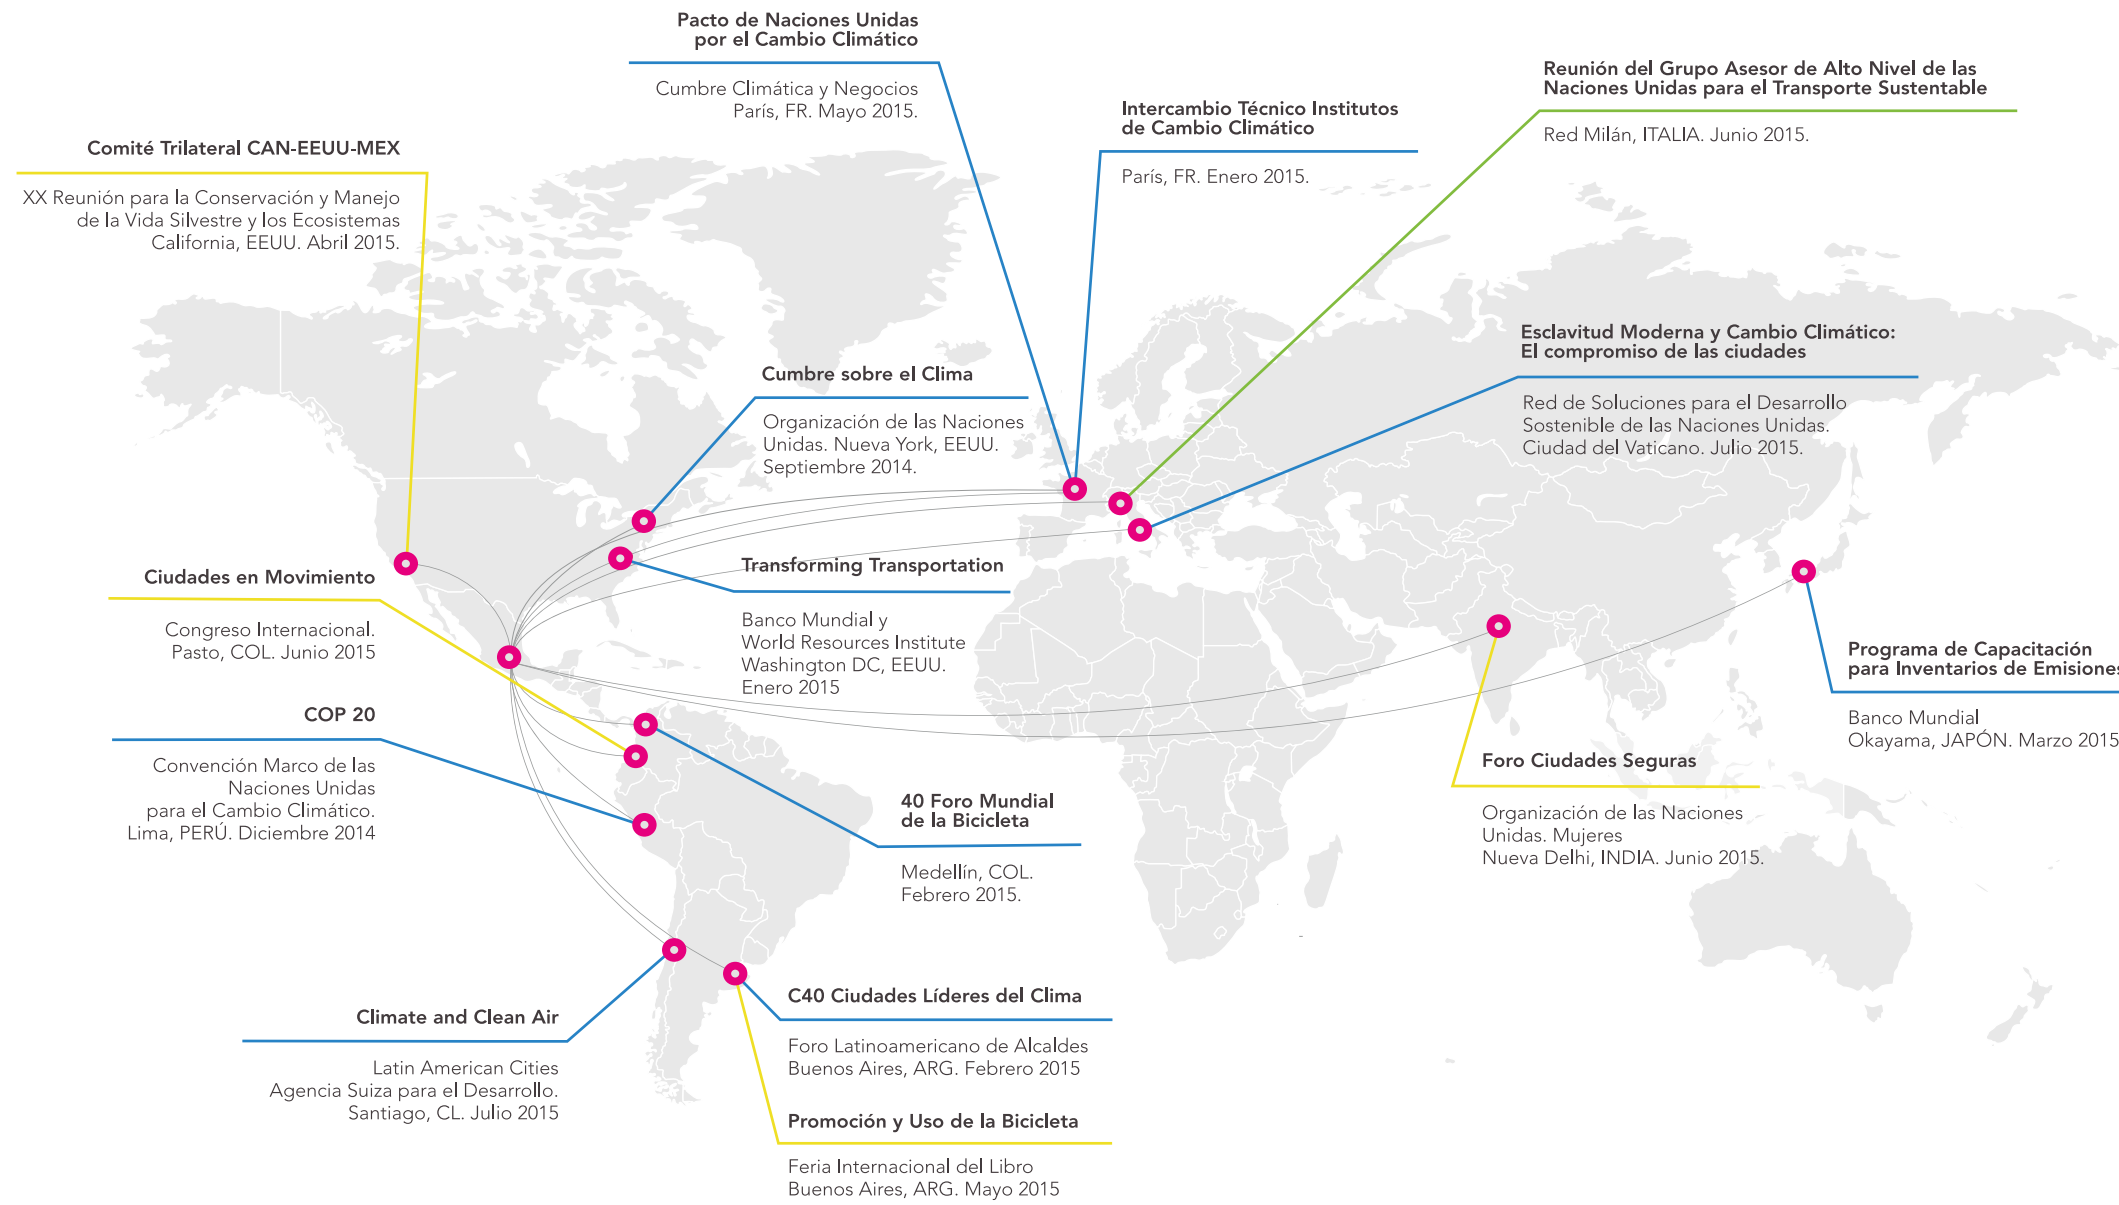 Pacto de Naciones Unidas
por el Cambio Climático
Cumbre Climática y Negocios
París, FR. Mayo 2015.
Reunión del Grupo Asesor de Alto Nivel de las
Naciones Unidas para el Transporte Sustentable
Red Milán, ITALIA. Junio 2015.
Intercambio Técnico Institutos
de Cambio Climático
París, FR. Enero 2015.
Comité Trilateral CAN-EEUU-MEX
XX Reunión para la Conservación y Manejo
de la Vida Silvestre y los Ecosistemas
California, EEUU. Abril 2015.
Esclavitud Moderna y Cambio Climático:
El compromiso de las ciudades
Red de Soluciones para el Desarrollo
Sostenible de las Naciones Unidas.
Ciudad del Vaticano. Julio 2015.
Cumbre sobre el Clima
Organización de las Naciones
Unidas. Nueva York, EEUU.
Septiembre 2014.
Transforming Transportation
Banco Mundial y
World Resources Institute
Washington DC, EEUU.
Enero 2015
Ciudades en Movimiento
Congreso Internacional.
Pasto, COL. Junio 2015
Programa de Capacitación
para Inventarios de Emisiones
Banco Mundial
Okayama, JAPÓN. Marzo 2015
COP 20
Convención Marco de las
Naciones Unidas
para el Cambio Climático.
Lima, PERÚ. Diciembre 2014
Foro Ciudades Seguras
Organización de las Naciones
Unidas. Mujeres
Nueva Delhi, INDIA. Junio 2015.
40 Foro Mundial
de la Bicicleta
Medellín, COL.
Febrero 2015.
C40 Ciudades Líderes del Clima
Foro Latinoamericano de Alcaldes
Buenos Aires, ARG. Febrero 2015
Climate and Clean Air
Latin American Cities
Agencia Suiza para el Desarrollo.
Santiago, CL. Julio 2015
Promoción y Uso de la Bicicleta
Feria Internacional del Libro
Buenos Aires, ARG. Mayo 2015